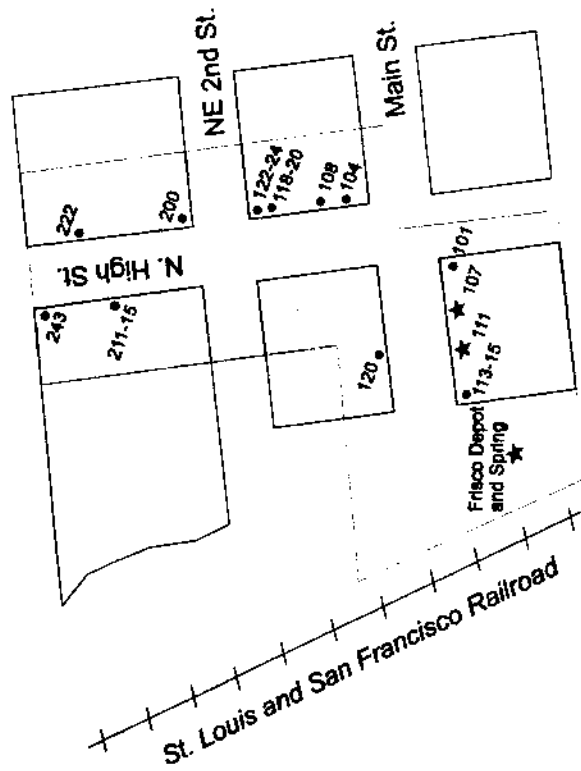 NE 2nd St.
Main St.
222
200
122-24
118-20
108
104
N. High St.
243
211-15
120
101
107
111
113-15
Frisco Depot
and Spring
St. Louis and San Francisco Railroad